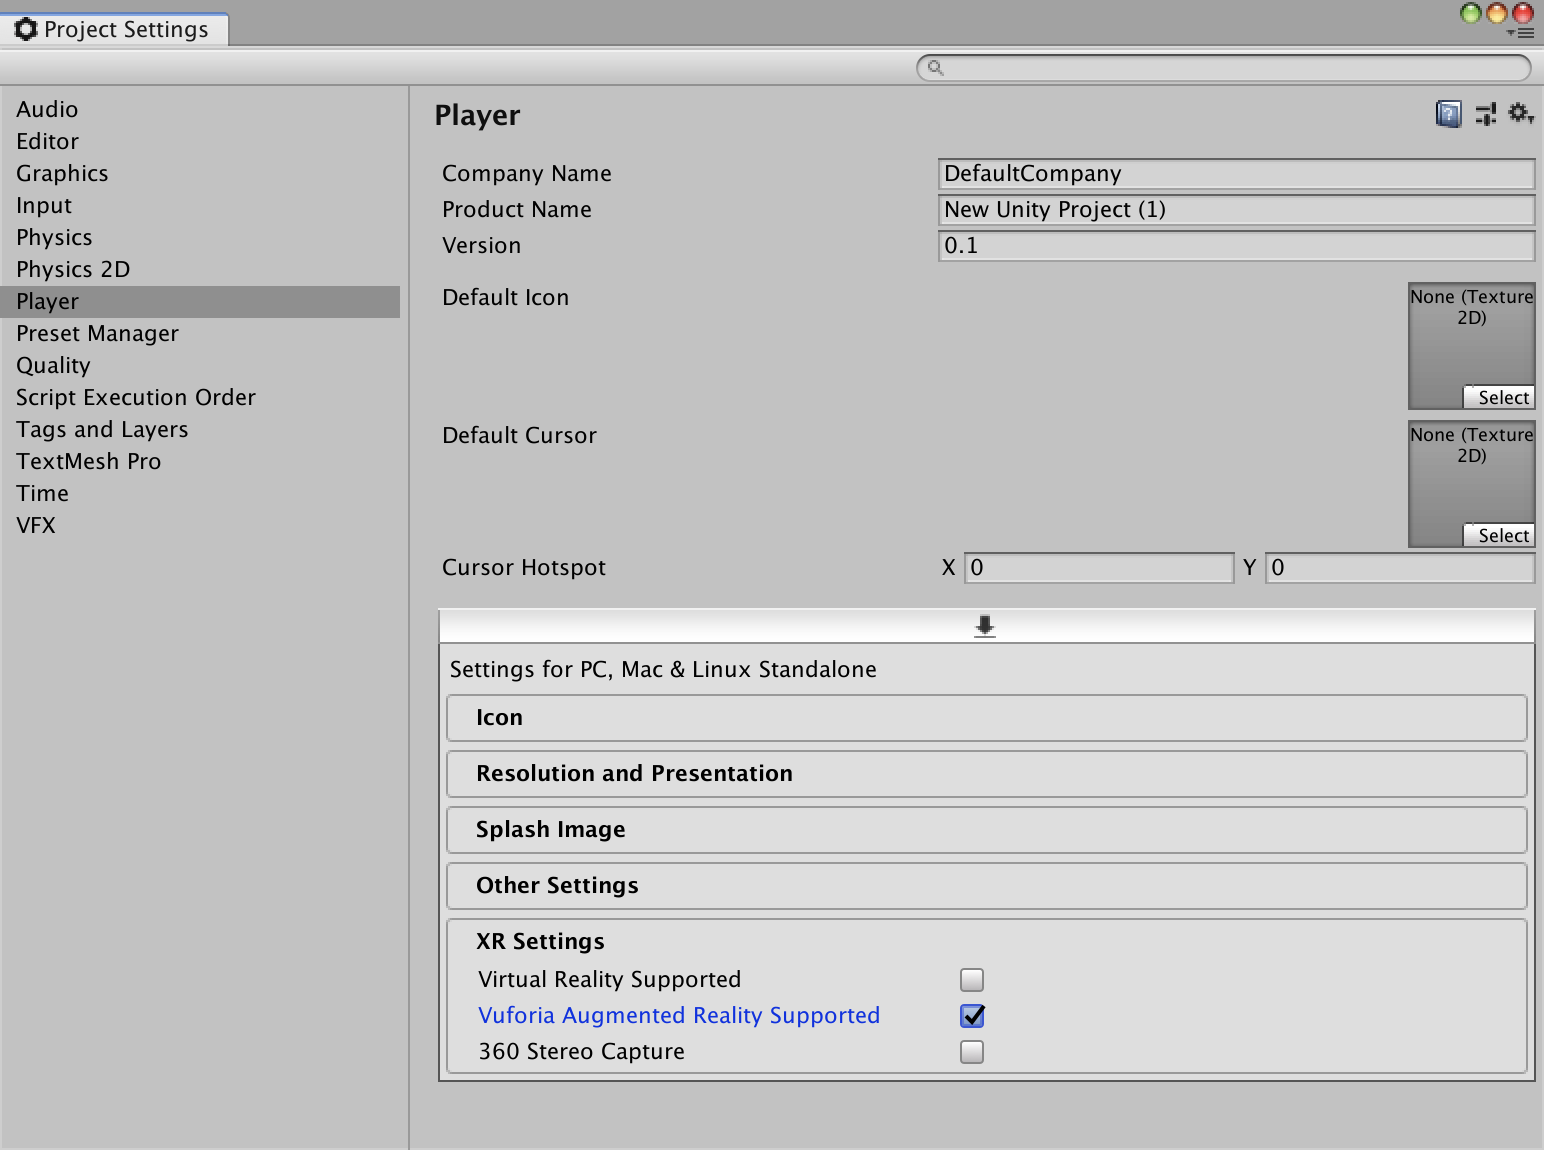 Project Settings
Audio
Editor
Graphics
Input
Physics
Physics 2D
Player
Preset Manager
Quality
Script Execution Order
Tags and Layers
TextMesh Pro
Time
VFX
Player
Company Name DefaultCompany
Product Name New Unity Project (1)
Version 0.1
Default Icon
None (Texture
2D)
Select
Default Cursor
None (Texture
2D)
Select
Cursor Hotspot X 0 Y 0
Settings for PC, Mac & Linux Standalone
Icon
Resolution and Presentation
Splash Image
Other Settings
XR Settings
Virtual Reality Supported
Vuforia Augmented Reality Supported
360 Stereo Capture